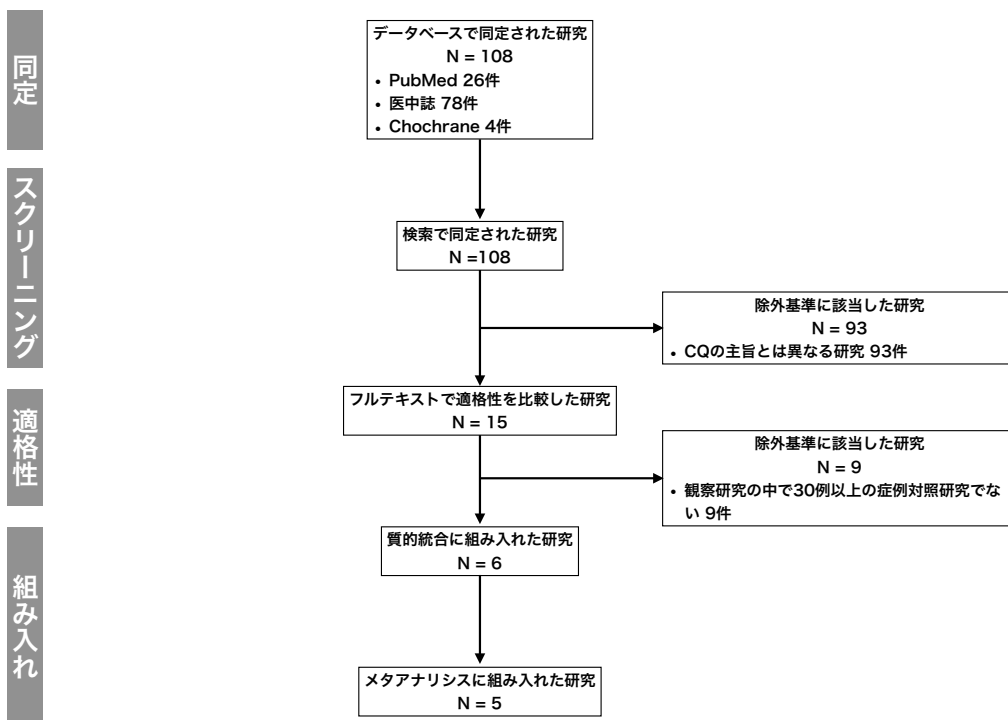 同定
データベースで同定された研究
N = 108
• PubMed 26件
• 医中誌 78件
• Chochrane 4件
スクリーニング
検索で同定された研究
N =108
除外基準に該当した研究
N = 93
• CQの主旨とは異なる研究 93件
適格性
フルテキストで適格性を比較した研究
N = 15
除外基準に該当した研究
N = 9
• 観察研究の中で30例以上の症例対照研究でな
い 9件
組み入れ
質的統合に組み入れた研究
N = 6
メタアナリシスに組み入れた研究
N = 5